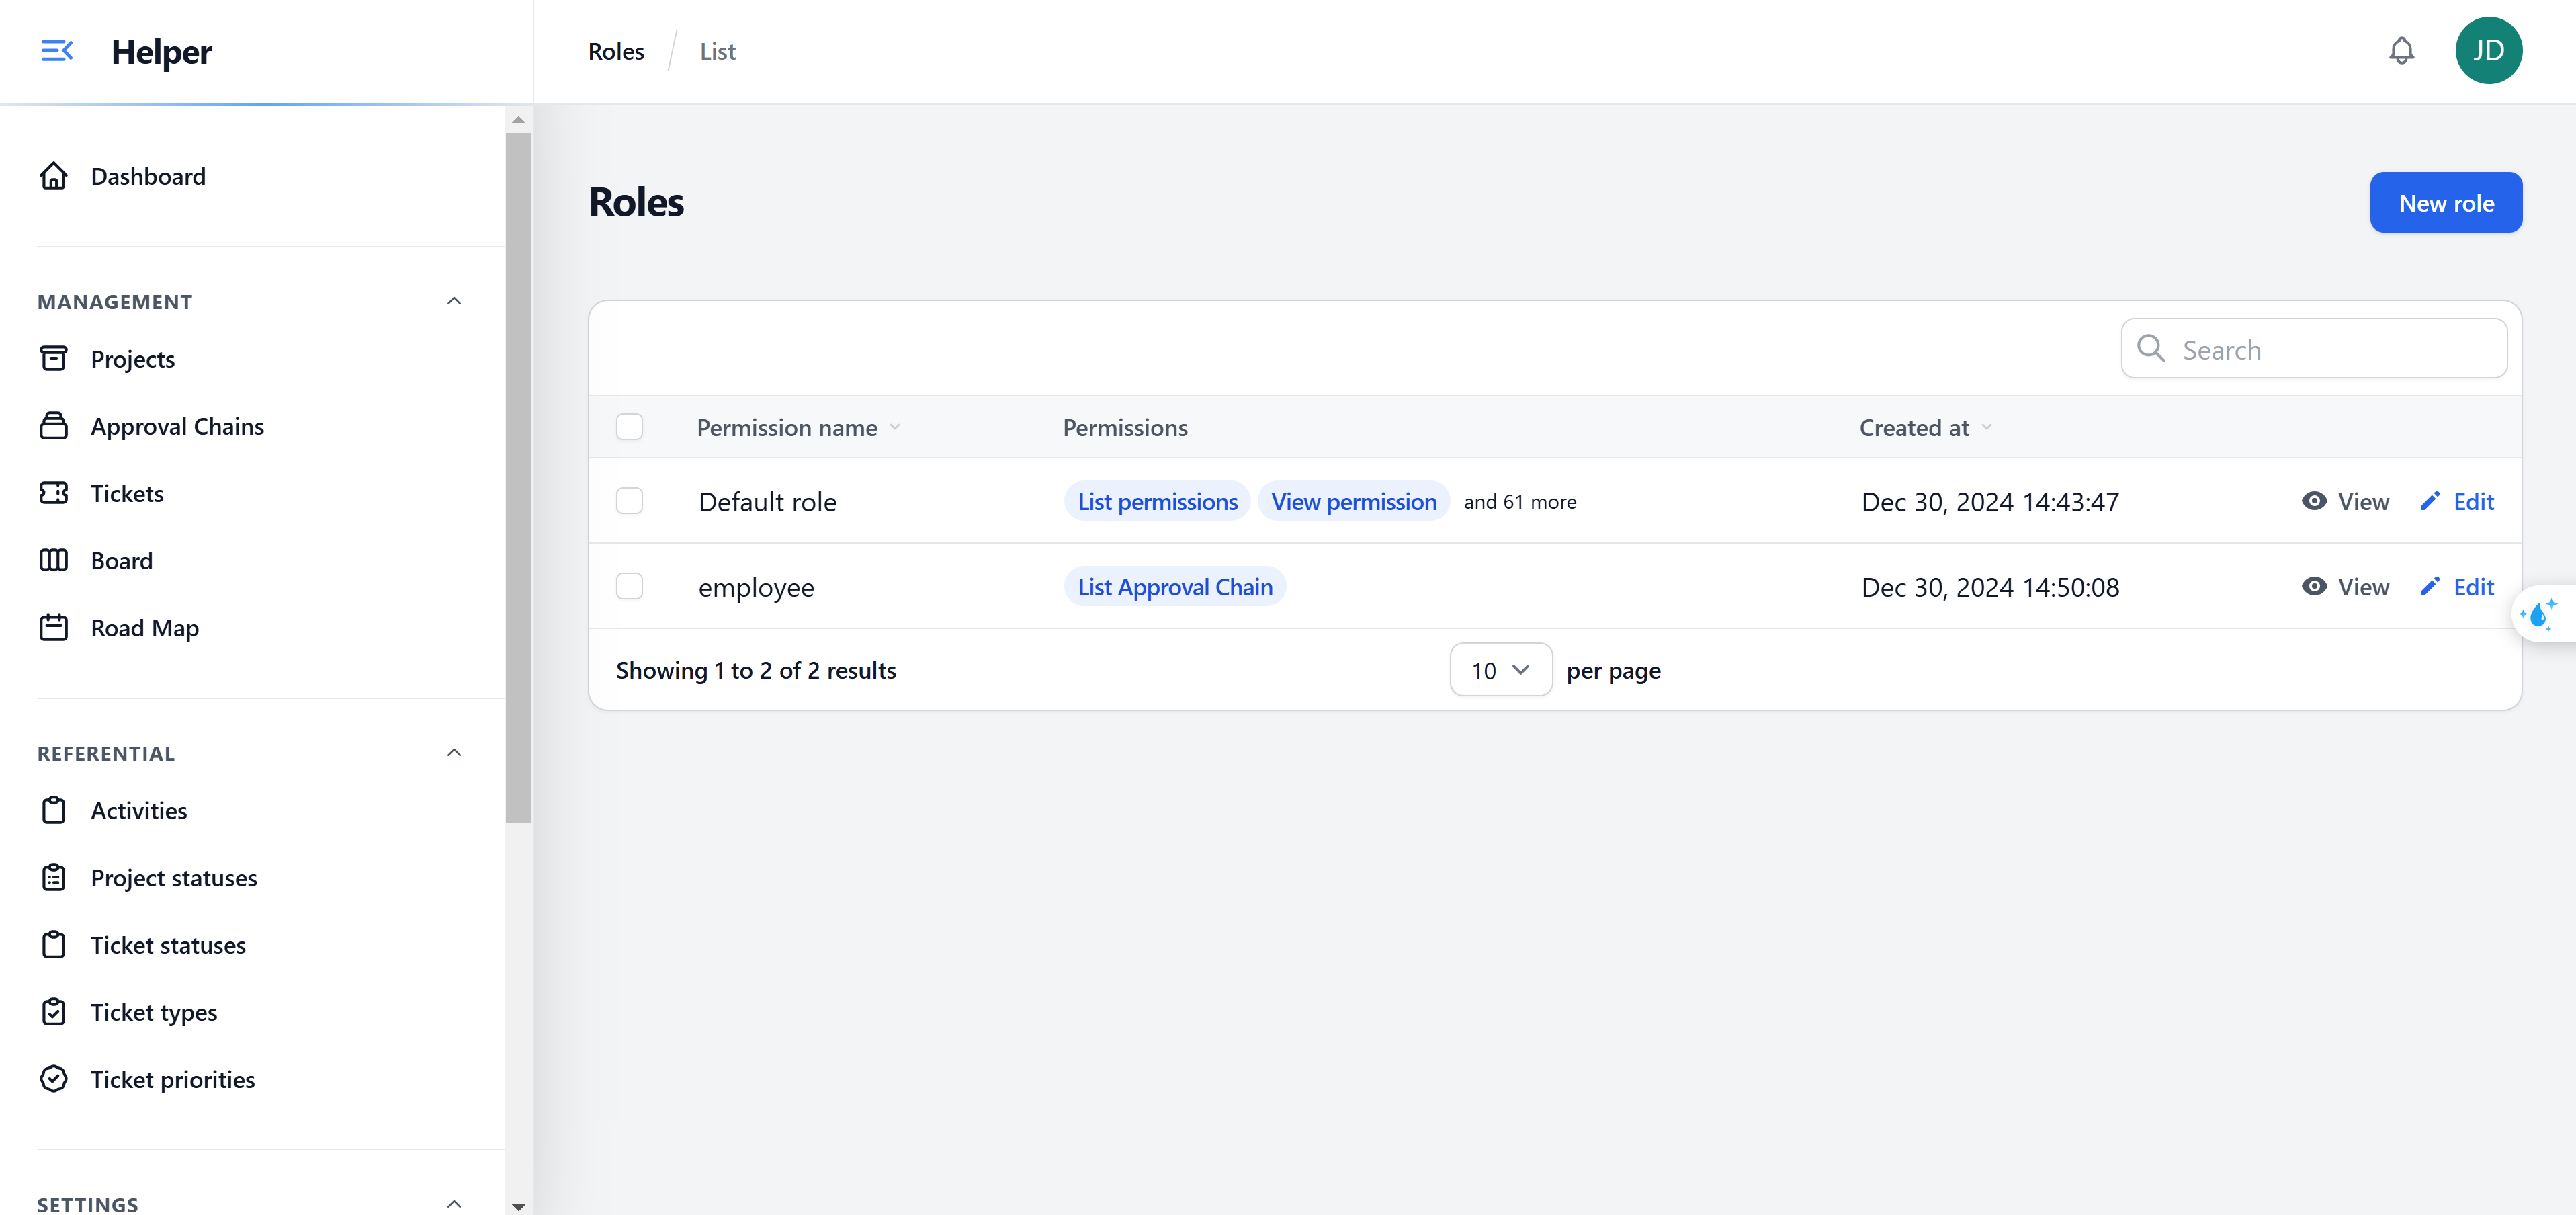 Helper
Roles / List
JD
Dashboard
MANAGEMENT
Projects
Approval Chains
Tickets
Board
Road Map
REFERENTIAL
Activities
Project statuses
Ticket statuses
Ticket types
Ticket priorities
SETTINGS
Roles
New role
Search
Permission name Permissions Created at
Default role List permissions View permission and 61 more Dec 30, 2024 14:43:47 View Edit
employee List Approval Chain Dec 30, 2024 14:50:08 View Edit
Showing 1 to 2 of 2 results 10 per page